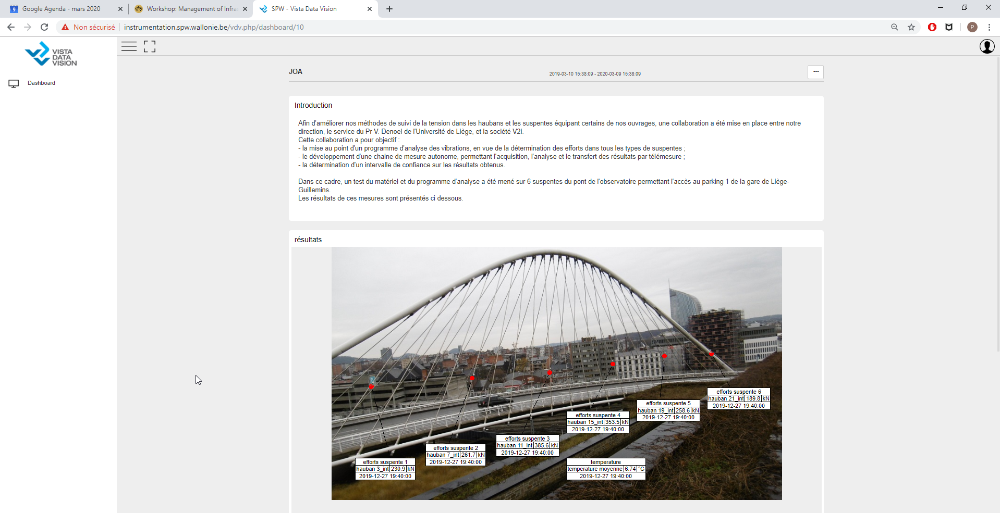 Google Agenda - mars 2020
Workshop: Management of Infras
SPW - Vista Data Vision
Non sécurisé
instrumentation.spw.wallonie.be/vdv.php/dashboard/10
P
VISTA
DATA
VISION
Dashboard
JOA
2019-03-10 15:38:09 - 2020-03-09 15:38:09
Introduction
Afin d'améliorer nos méthodes de suivi de la tension dans les haubans et les suspentes équipant certains de nos ouvrages, une collaboration a été mise en place entre notre
direction, le service du Pr V. Denoel de l'Université de Liège, et la société V2i.
Cette collaboration a pour objectif :
- la mise au point d'un programme d'analyse des vibrations, en vue de la détermination des efforts dans tous les types de suspentes ;
- le développement d'une chaine de mesure autonome, permettant l'acquisition, l'analyse et le transfert des résultats par télémesure ;
- la détermination d'un intervalle de confiance sur les résultats obtenus.
Dans ce cadre, un test du matériel et du programme d'analyse a été mené sur 6 suspentes du pont de l'observatoire permettant l'accès au parking 1 de la gare de Liège-
Guillemins.
Les résultats de ces mesures sont présentés ci dessous.
résultats
efforts suspente 1
hauban 3_int 230.9 kN
2019-12-27 19:40:00
efforts suspente 2
hauban 7_int 261.7 kN
2019-12-27 19:40:00
efforts suspente 3
hauban 11_int 385.6 kN
2019-12-27 19:40:00
efforts suspente 4
hauban 15_int 353.5 kN
2019-12-27 19:40:00
efforts suspente 5
hauban 19_int 258.6 kN
2019-12-27 19:40:00
efforts suspente 6
hauban 21_int 189.8 kN
2019-12-27 19:40:00
temperature
temperature moyenne 6.74 °C
2019-12-27 19:40:00